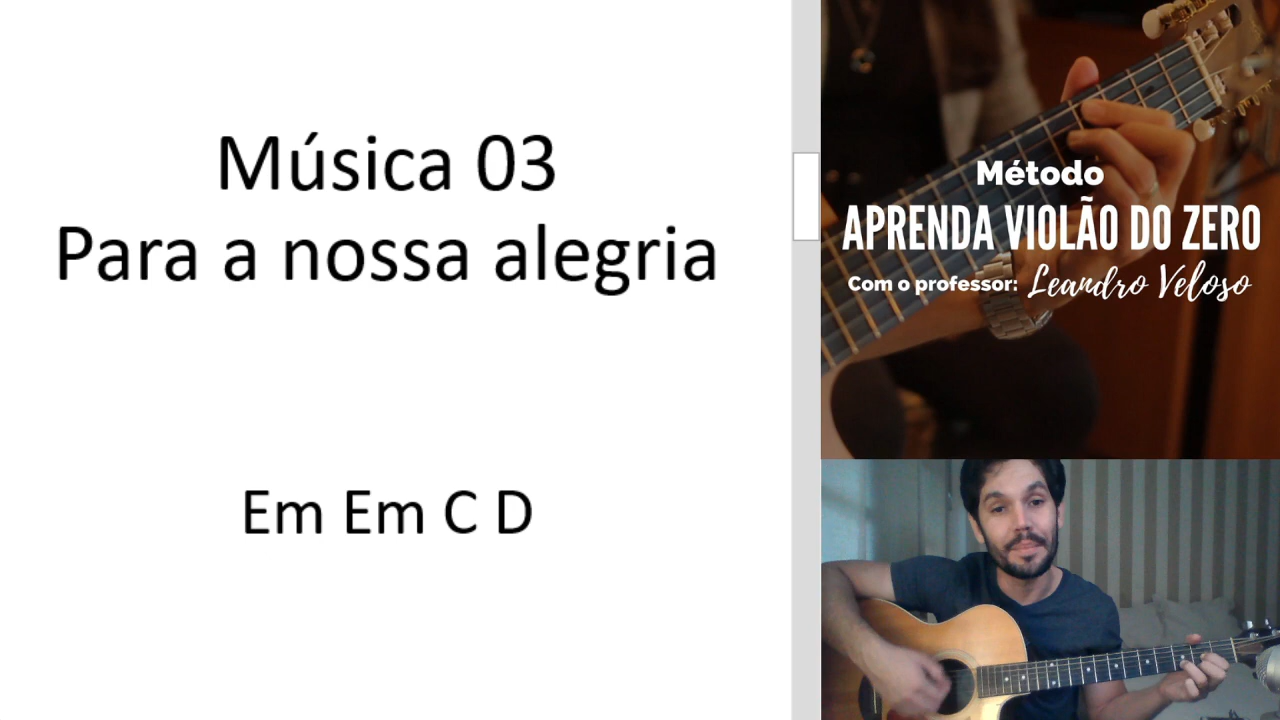 Música 03
Para a nossa alegria
Em Em C D
Método
APRENDA VIOLÃO DO ZERO
Com o professor: Leandro Veloso